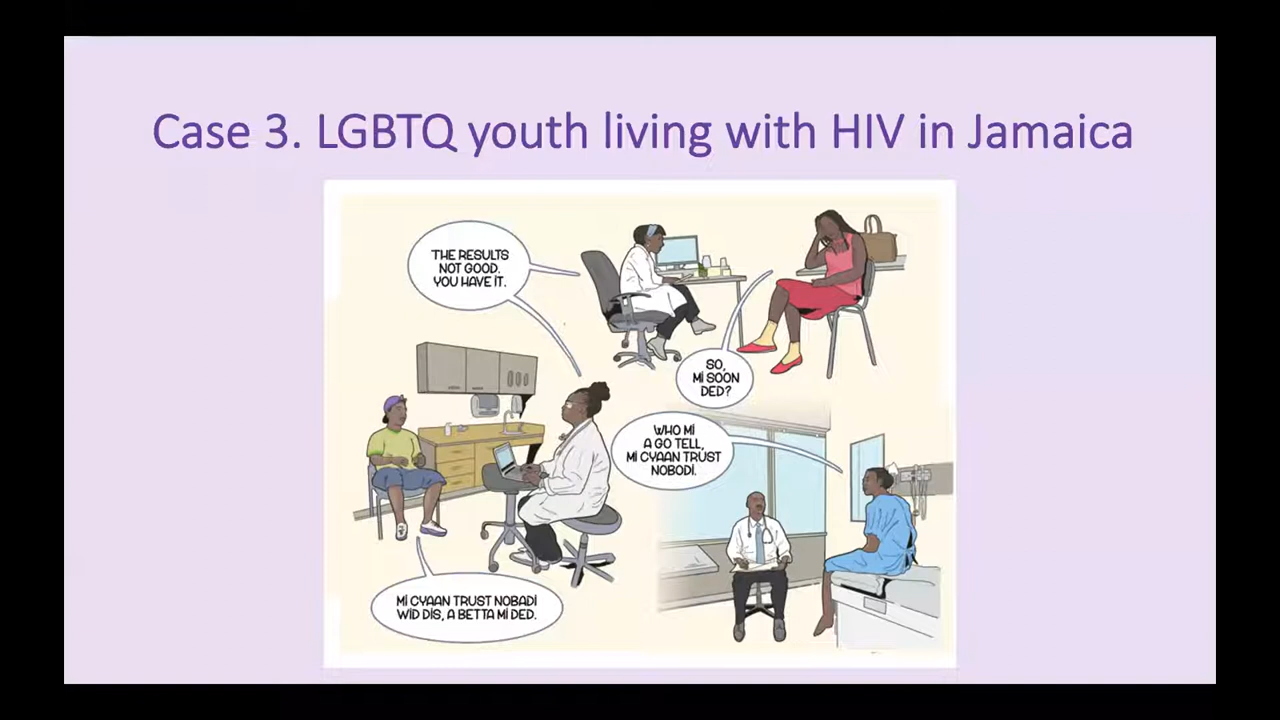 Case 3. LGBTQ youth living with HIV in Jamaica
THE RESULTS
NOT GOOD.
YOU HAVE IT.
SO,
MI SOON
DED?
WHO MI
A GO TELL,
MI CYAAN TRUST
NOBODI.
MI CYAAN TRUST NOBADI
WID DIS, A BETTA MI DED.